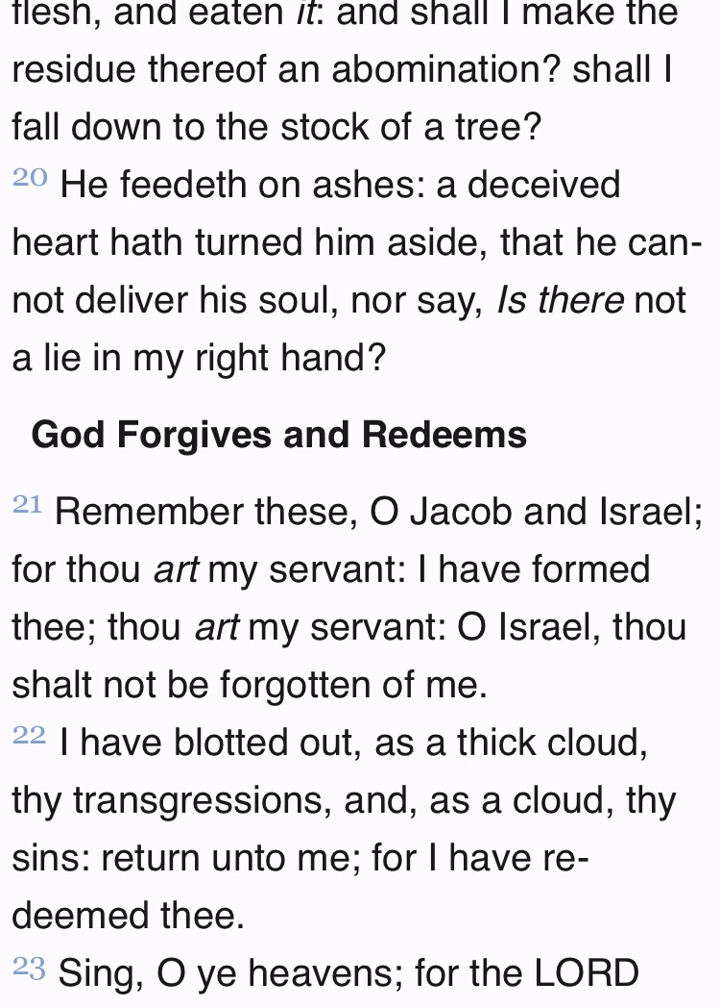 flesh, and eaten it: and shall I make the
residue thereof an abomination? shall I
fall down to the stock of a tree?
20 He feedeth on ashes: a deceived
heart hath turned him aside, that he can-
not deliver his soul, nor say, Is there not
a lie in my right hand?
God Forgives and Redeems
21 Remember these, O Jacob and Israel;
for thou art my servant: I have formed
thee; thou art my servant: O Israel, thou
shalt not be forgotten of me.
22 I have blotted out, as a thick cloud,
thy transgressions, and, as a cloud, thy
sins: return unto me; for I have re-
deemed thee.
23 Sing, O ye heavens; for the LORD